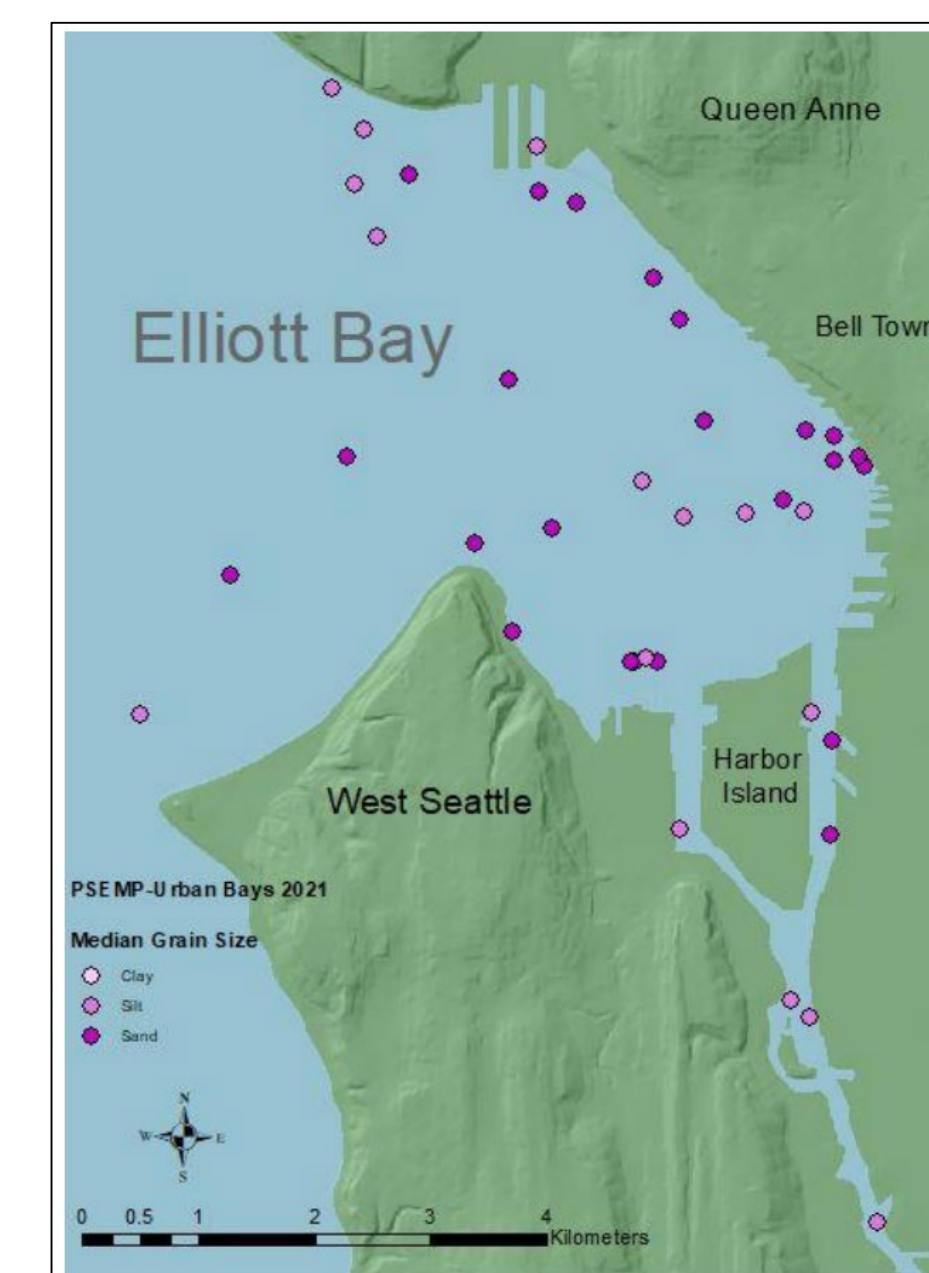 Queen Anne
Elliott Bay
Bell Town
Harbor
Island
West Seattle
PSEMP-Urban Bays 2021
Median Grain Size
Clay
Silt
Sand
N
W E
S
0 0.5 1 2 3 4
Kilometers